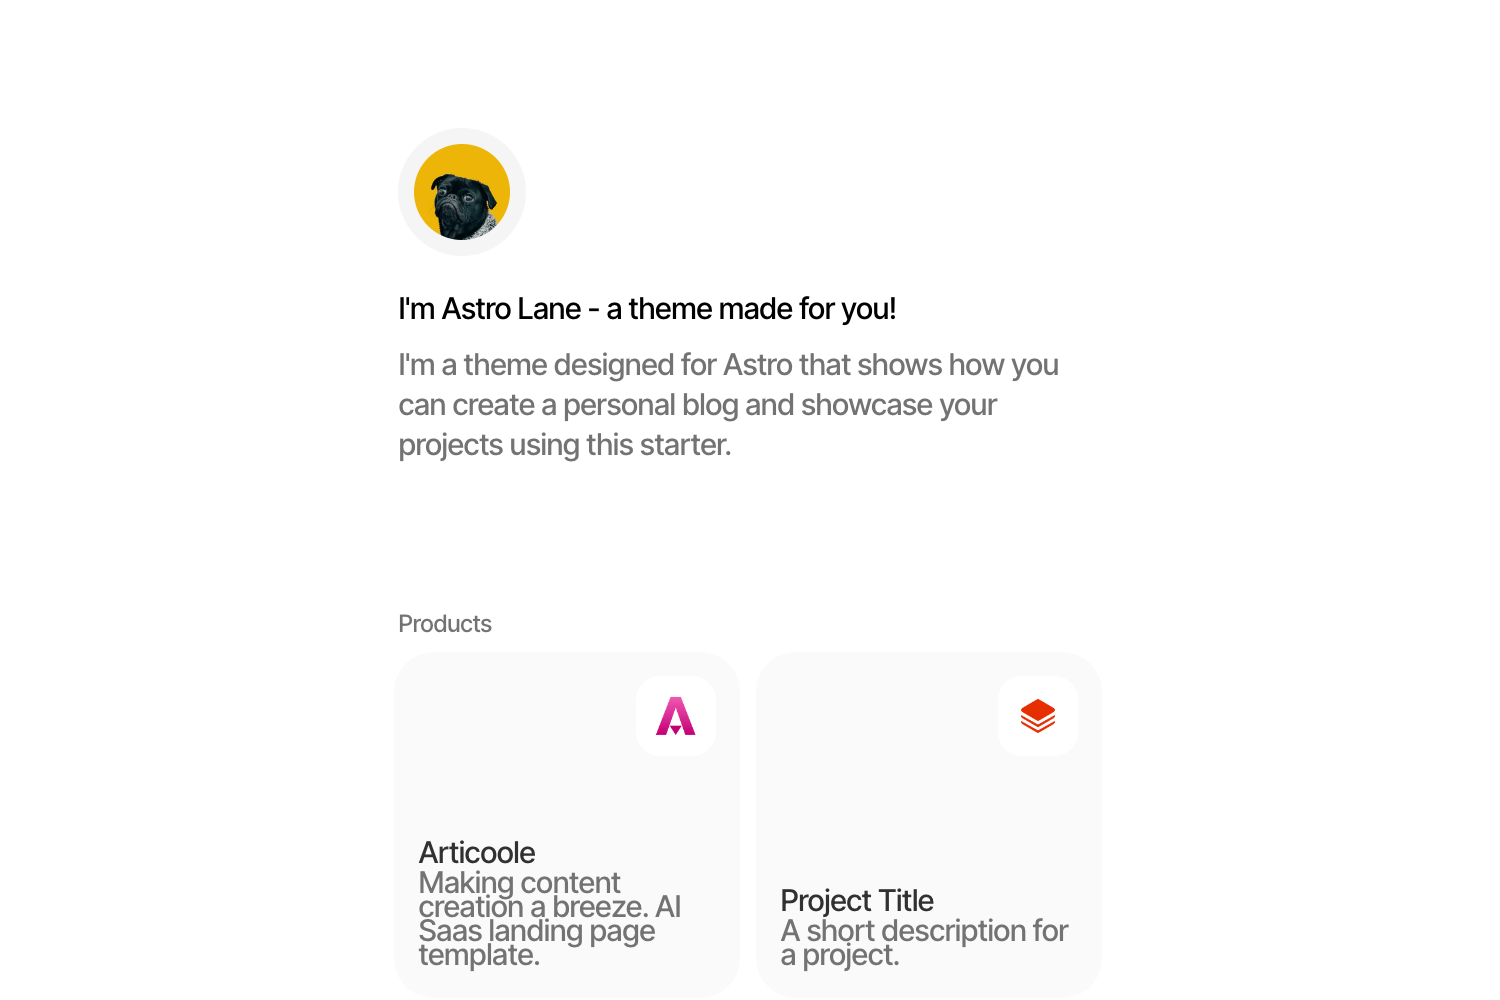 I'm Astro Lane - a theme made for you!
I'm a theme designed for Astro that shows how you
can create a personal blog and showcase your
projects using this starter.
Products
Articoole
Making content
creation a breeze. AI
Saas landing page
template.
Project Title
A short description for
a project.